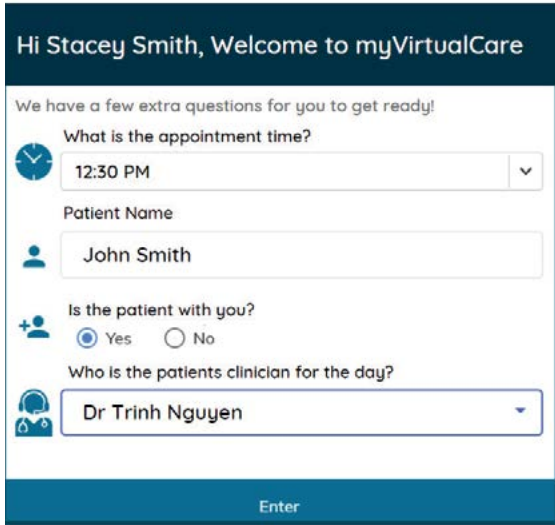 Hi Stacey Smith, Welcome to myVirtualCare
We have a few extra questions for you to get ready!
What is the appointment time?
12:30 PM
Patient Name
John Smith
Is the patient with you?
Yes No
Who is the patients clinician for the day?
Dr Trinh Nguyen
Enter